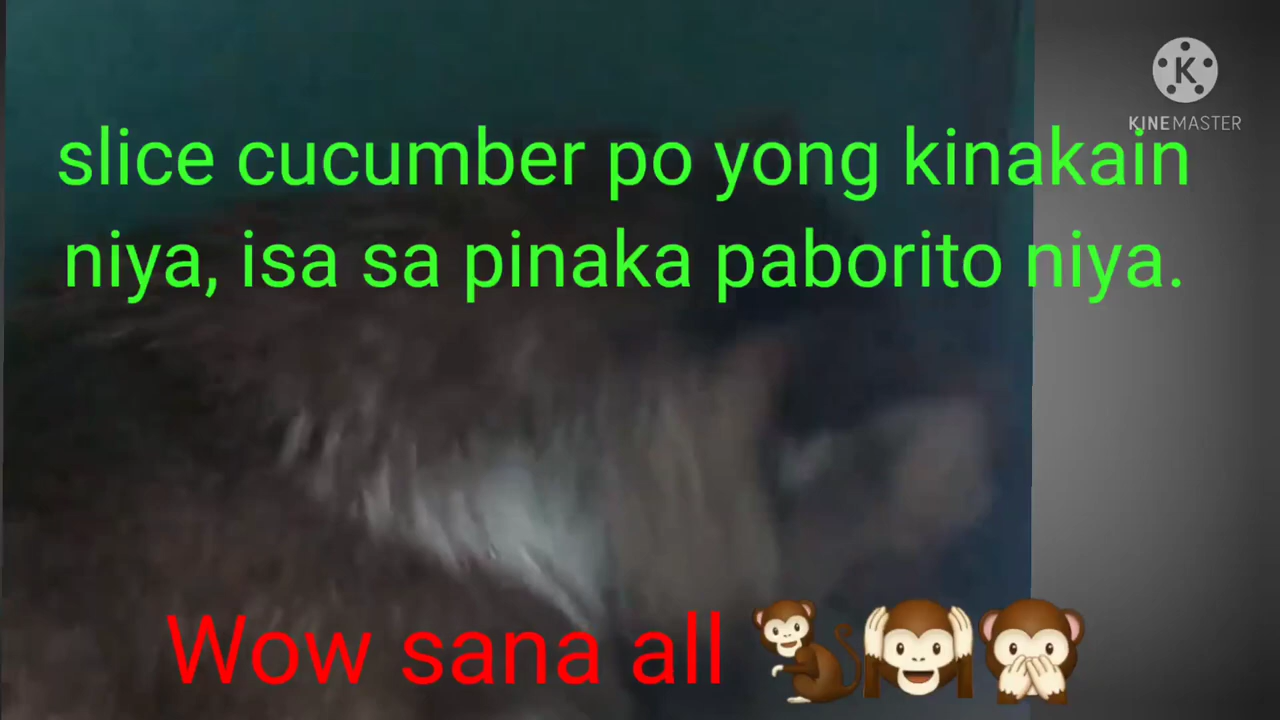 KINEMASTER
slice cucumber po yong kinakain
niya, isa sa pinaka paborito niya.
Wow sana all